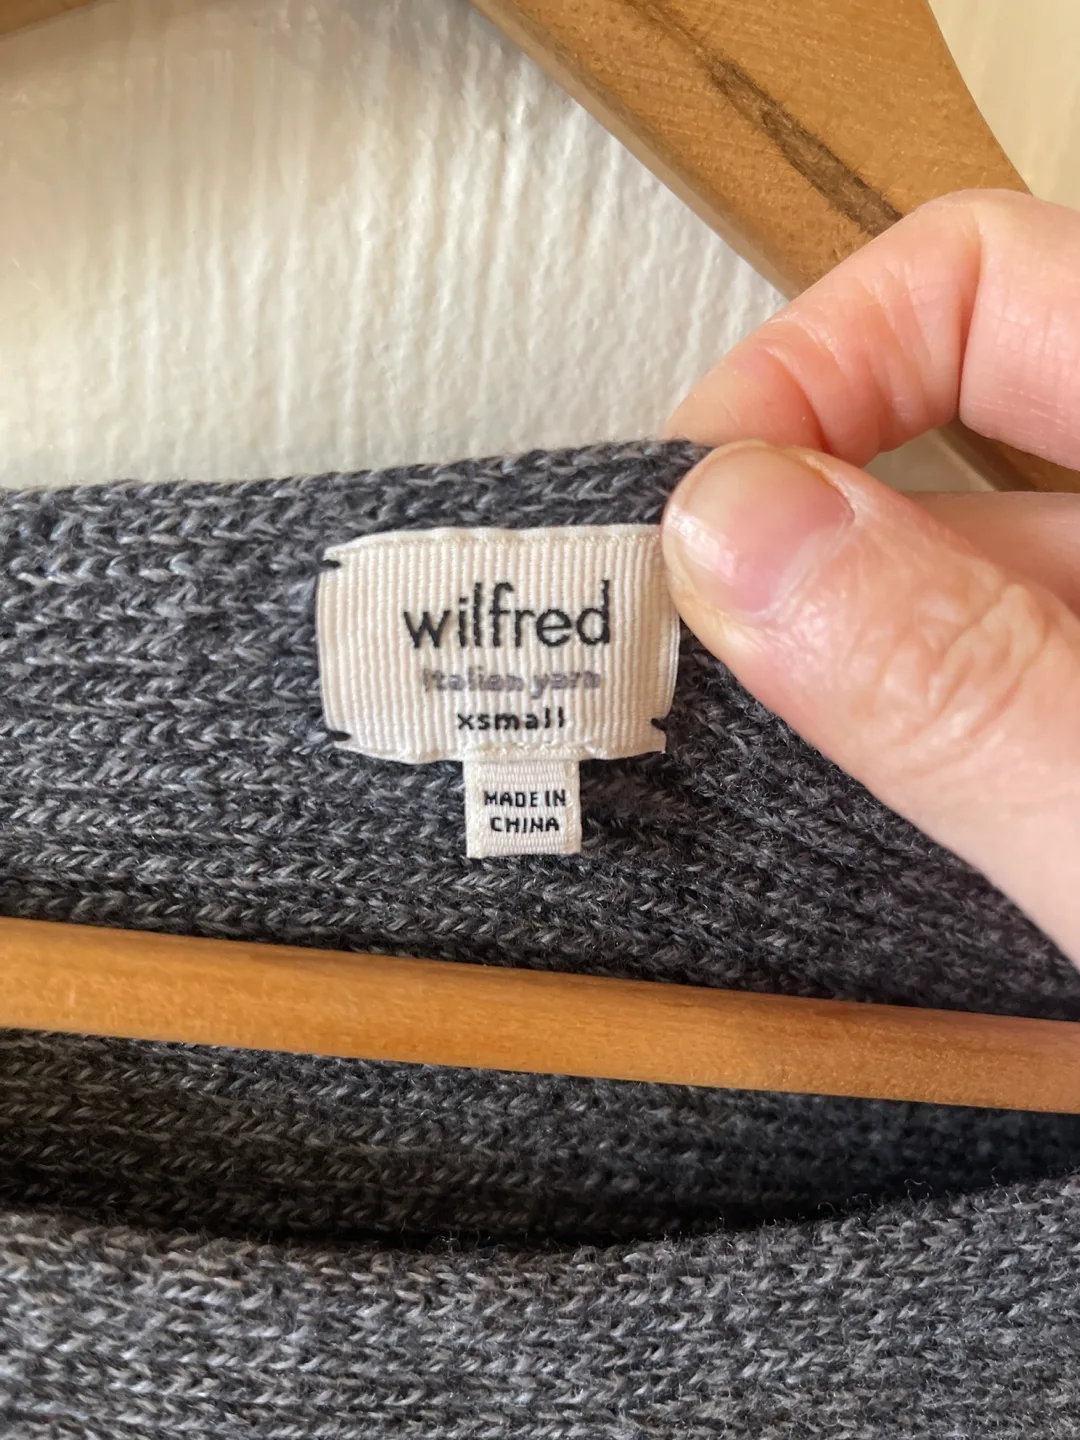 wilfred
Italian yarn
xsmall
MADE IN
CHINA